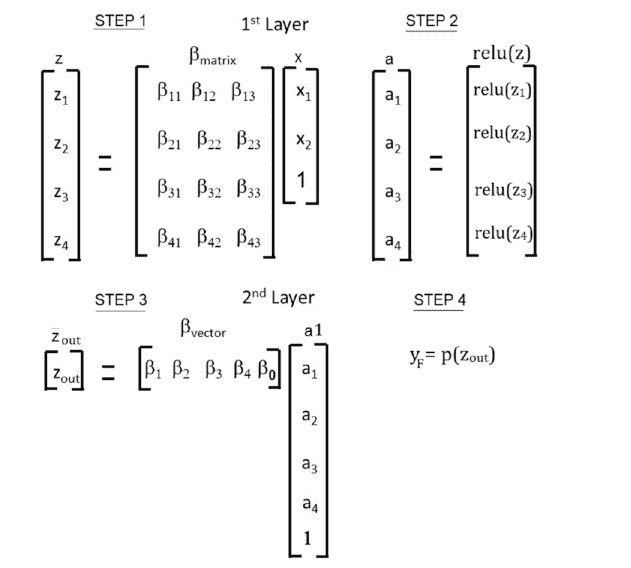 STEP 1 1st Layer STEP 2
z βmatrix x a relu(z)
z1 β11 β12 β13 x1 a1 relu(z1)
z2 = β21 β22 β23 x2 a2 = relu(z2)
z3 β31 β32 β33 1 a3 relu(z3)
z4 β41 β42 β43 a4 relu(z4)
STEP 3 2nd Layer STEP 4
z̄out βvector a1
zout = β1 β2 β3 β4 β0 a1 yF= p(zout)
a2
a3
a4
1